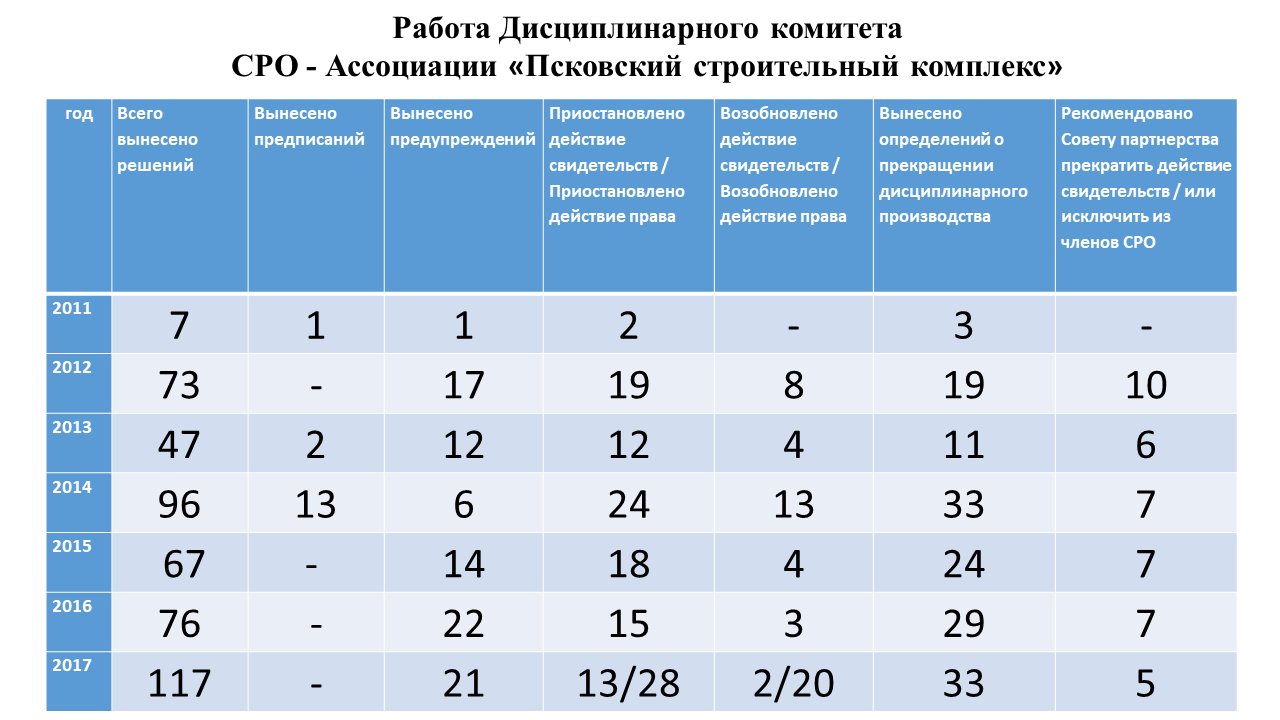 Работа Дисциплинарного комитета
СРО - Ассоциации «Псковский строительный комплекс»
год
Всего
вынесено
решений
Вынесено
предписаний
Вынесено
предупреждений
Приостановлено
действие
свидетельств /
Приостановлено
действие права
Возобновлено
действие
свидетельств /
Возобновлено
действие права
Вынесено
определений о
прекращении
дисциплинарного
производства
Рекомендовано
Совету партнерства
прекратить действие
свидетельств / или
исключить из
членов СРО
2011 7 1 1 2 - 3 -
2012 73 - 17 19 8 19 10
2013 47 2 12 12 4 11 6
2014 96 13 6 24 13 33 7
2015 67 - 14 18 4 24 7
2016 76 - 22 15 3 29 7
2017 117 - 21 13/28 2/20 33 5